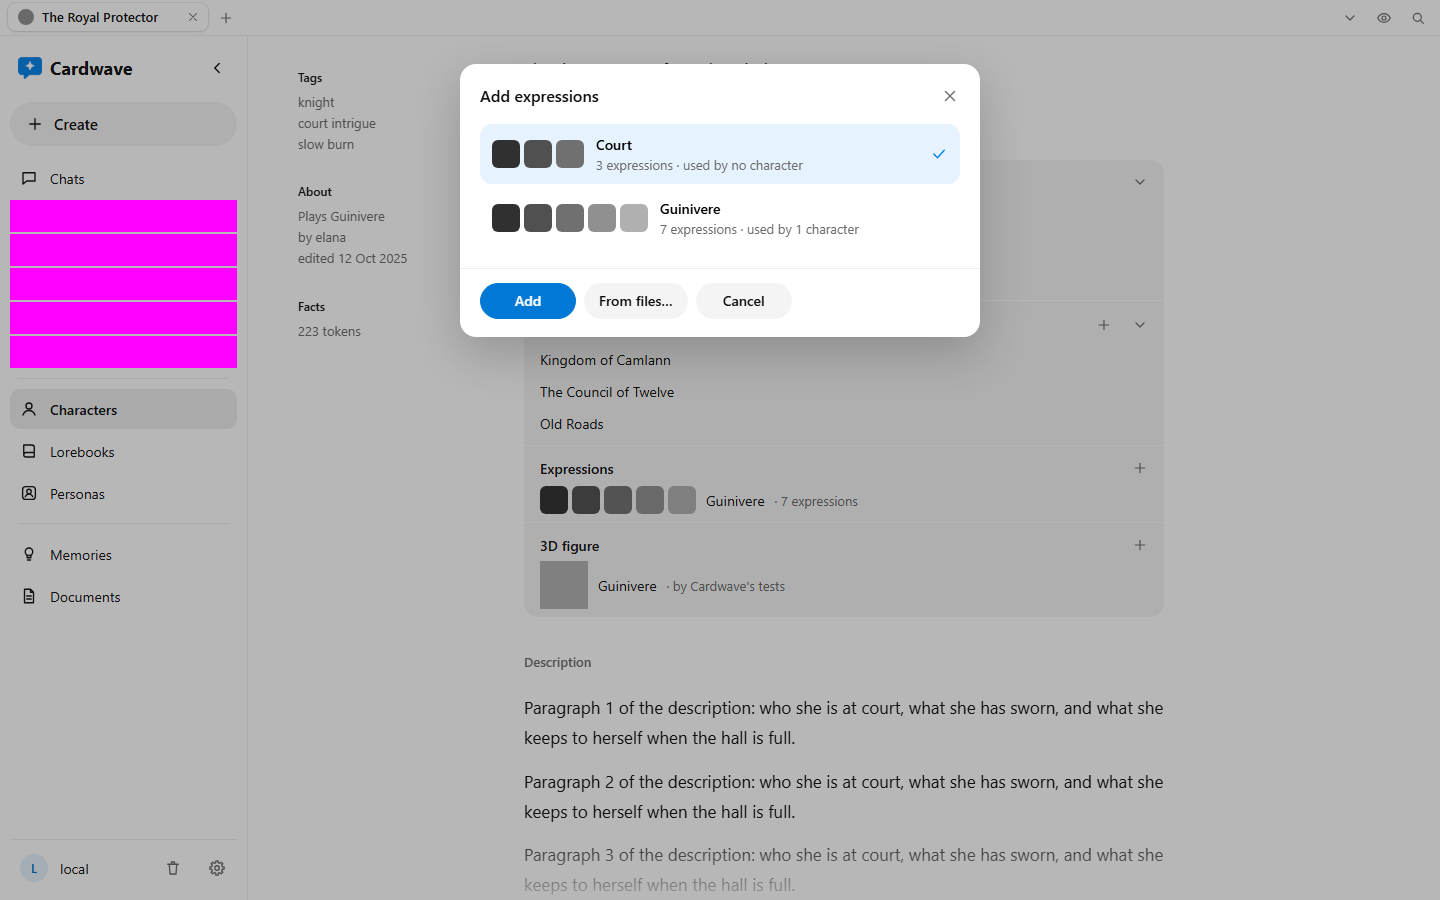 The Royal Protector
Cardwave
Create
Chats
Characters
Lorebooks
Personas
Memories
Documents
L
local
Tags
knight
court intrigue
slow burn
About
Plays Guinivere
by elana
edited 12 Oct 2025
Facts
223 tokens
Add expressions
Court
3 expressions · used by no character
Guinivere
7 expressions · used by 1 character
Add
From files...
Cancel
Kingdom of Camlann
The Council of Twelve
Old Roads
Expressions
Guinivere · 7 expressions
3D figure
Guinivere · by Cardwave's tests
Description
Paragraph 1 of the description: who she is at court, what she has sworn, and what she
keeps to herself when the hall is full.
Paragraph 2 of the description: who she is at court, what she has sworn, and what she
keeps to herself when the hall is full.
Paragraph 3 of the description: who she is at court, what she has sworn, and what she
keeps to herself when the hall is full.